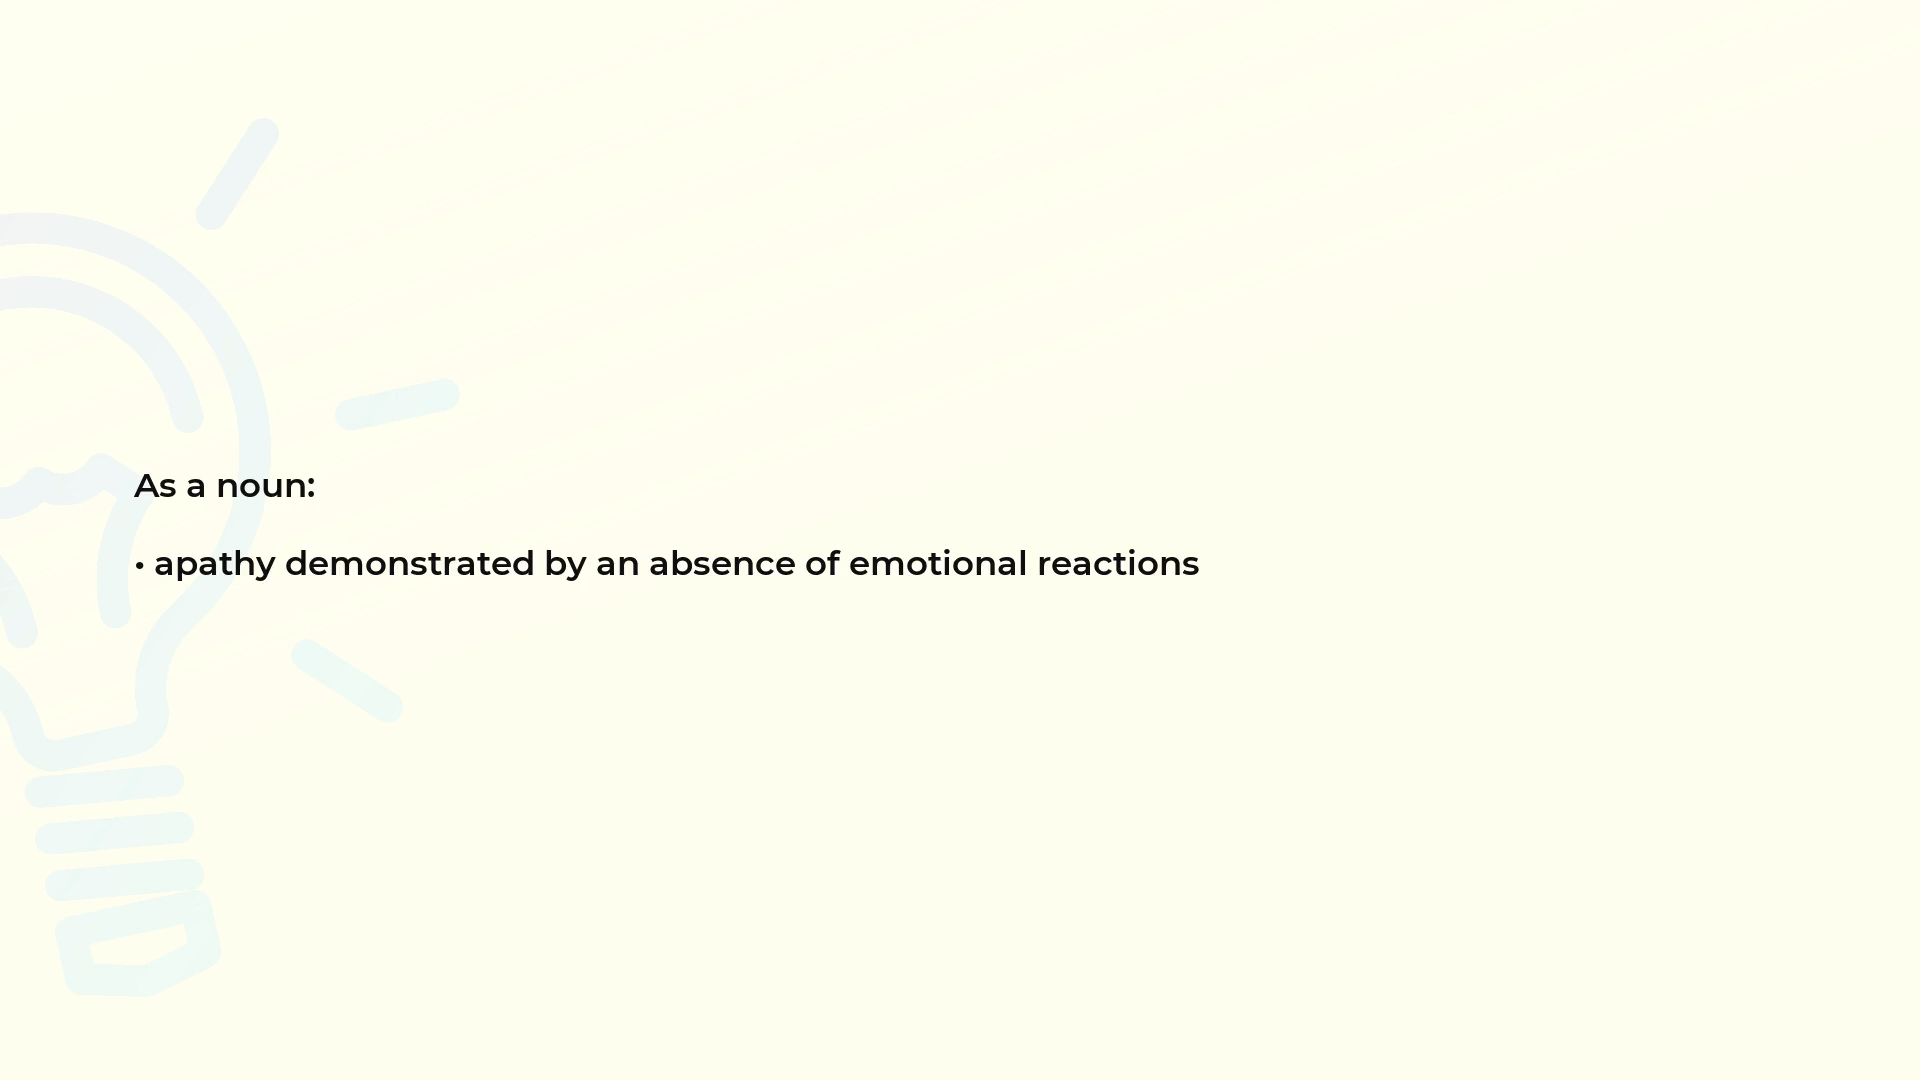 As a noun:
• apathy demonstrated by an absence of emotional reactions